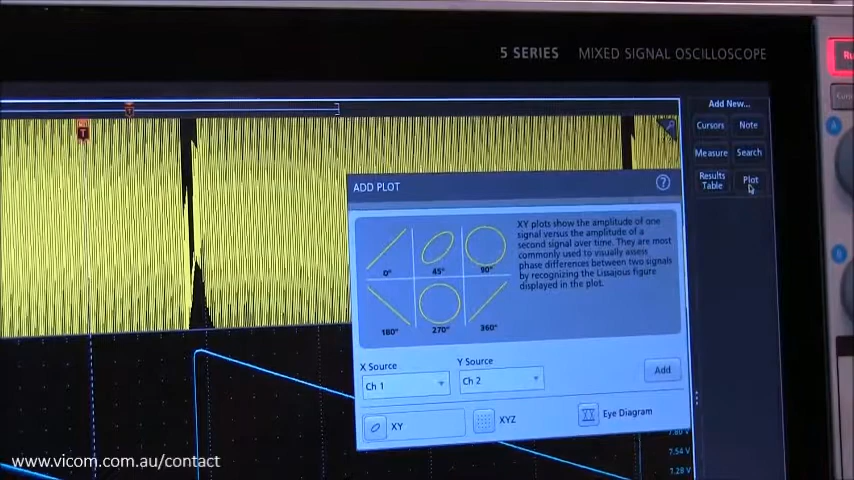 5 SERIES MIXED SIGNAL OSCILLOSCOPE
Add New...
Cursors Note
Measure Search
Results Table Plot
T
T
A
B
ADD PLOT
?
XY plots show the amplitude of one
signal versus the amplitude of a
second signal over time. They are most
commonly used to visually assess
phase differences between two signals
by recognizing the Lissajous figure
displayed in the plot.
0° 45° 90°
180° 270° 360°
X Source Y Source
Ch 1 Ch 2 Add
XY XYZ Eye Diagram
7.54 V
7.28 V
www.vicom.com.au/contact